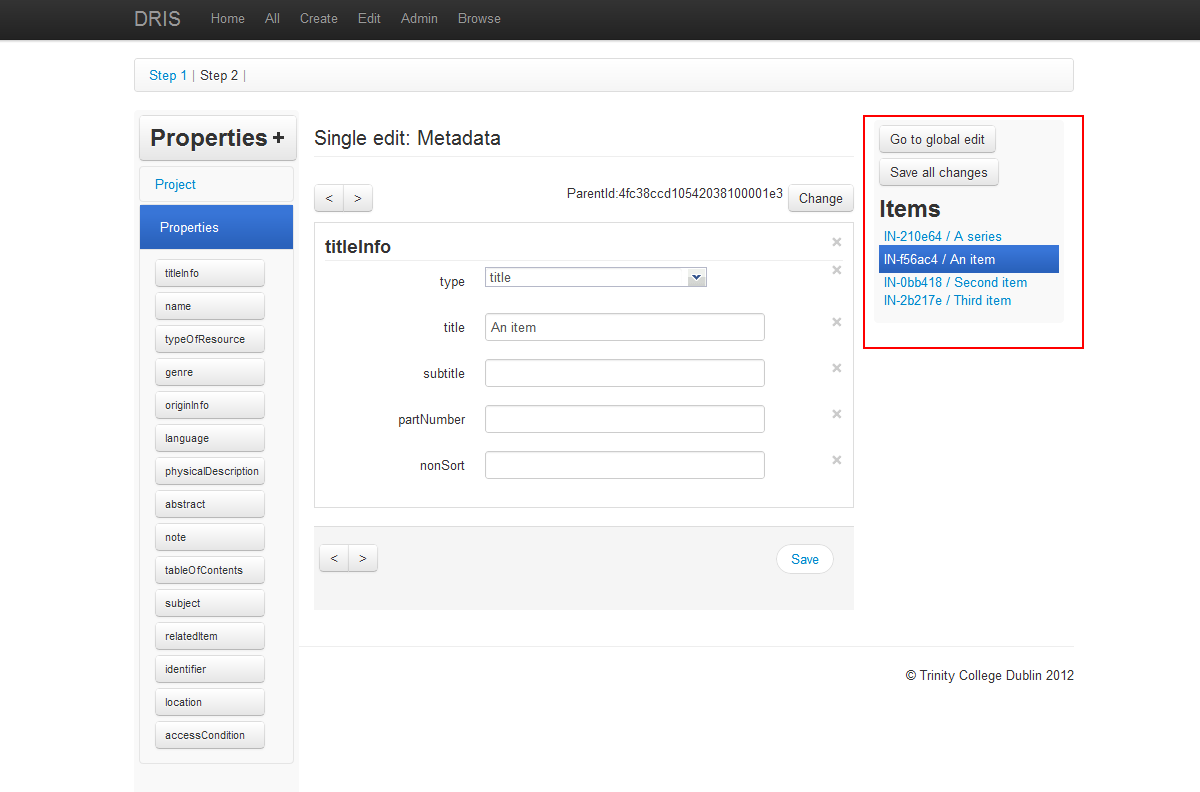 DRIS Home All Create Edit Admin Browse
Step 1 | Step 2 |
Properties +
Project
Properties
titleInfo
name
typeOfResource
genre
originInfo
language
physicalDescription
abstract
note
tableOfContents
subject
relatedItem
identifier
location
accessCondition
Single edit: Metadata
< > ParentId:4fc38ccd10542038100001e3 Change
titleInfo ×
type title ×
title An item ×
subtitle ×
partNumber ×
nonSort ×
< > Save
Go to global edit
Save all changes
Items
IN-210e64 / A series
IN-f56ac4 / An item
IN-0bb418 / Second item
IN-2b217e / Third item
© Trinity College Dublin 2012